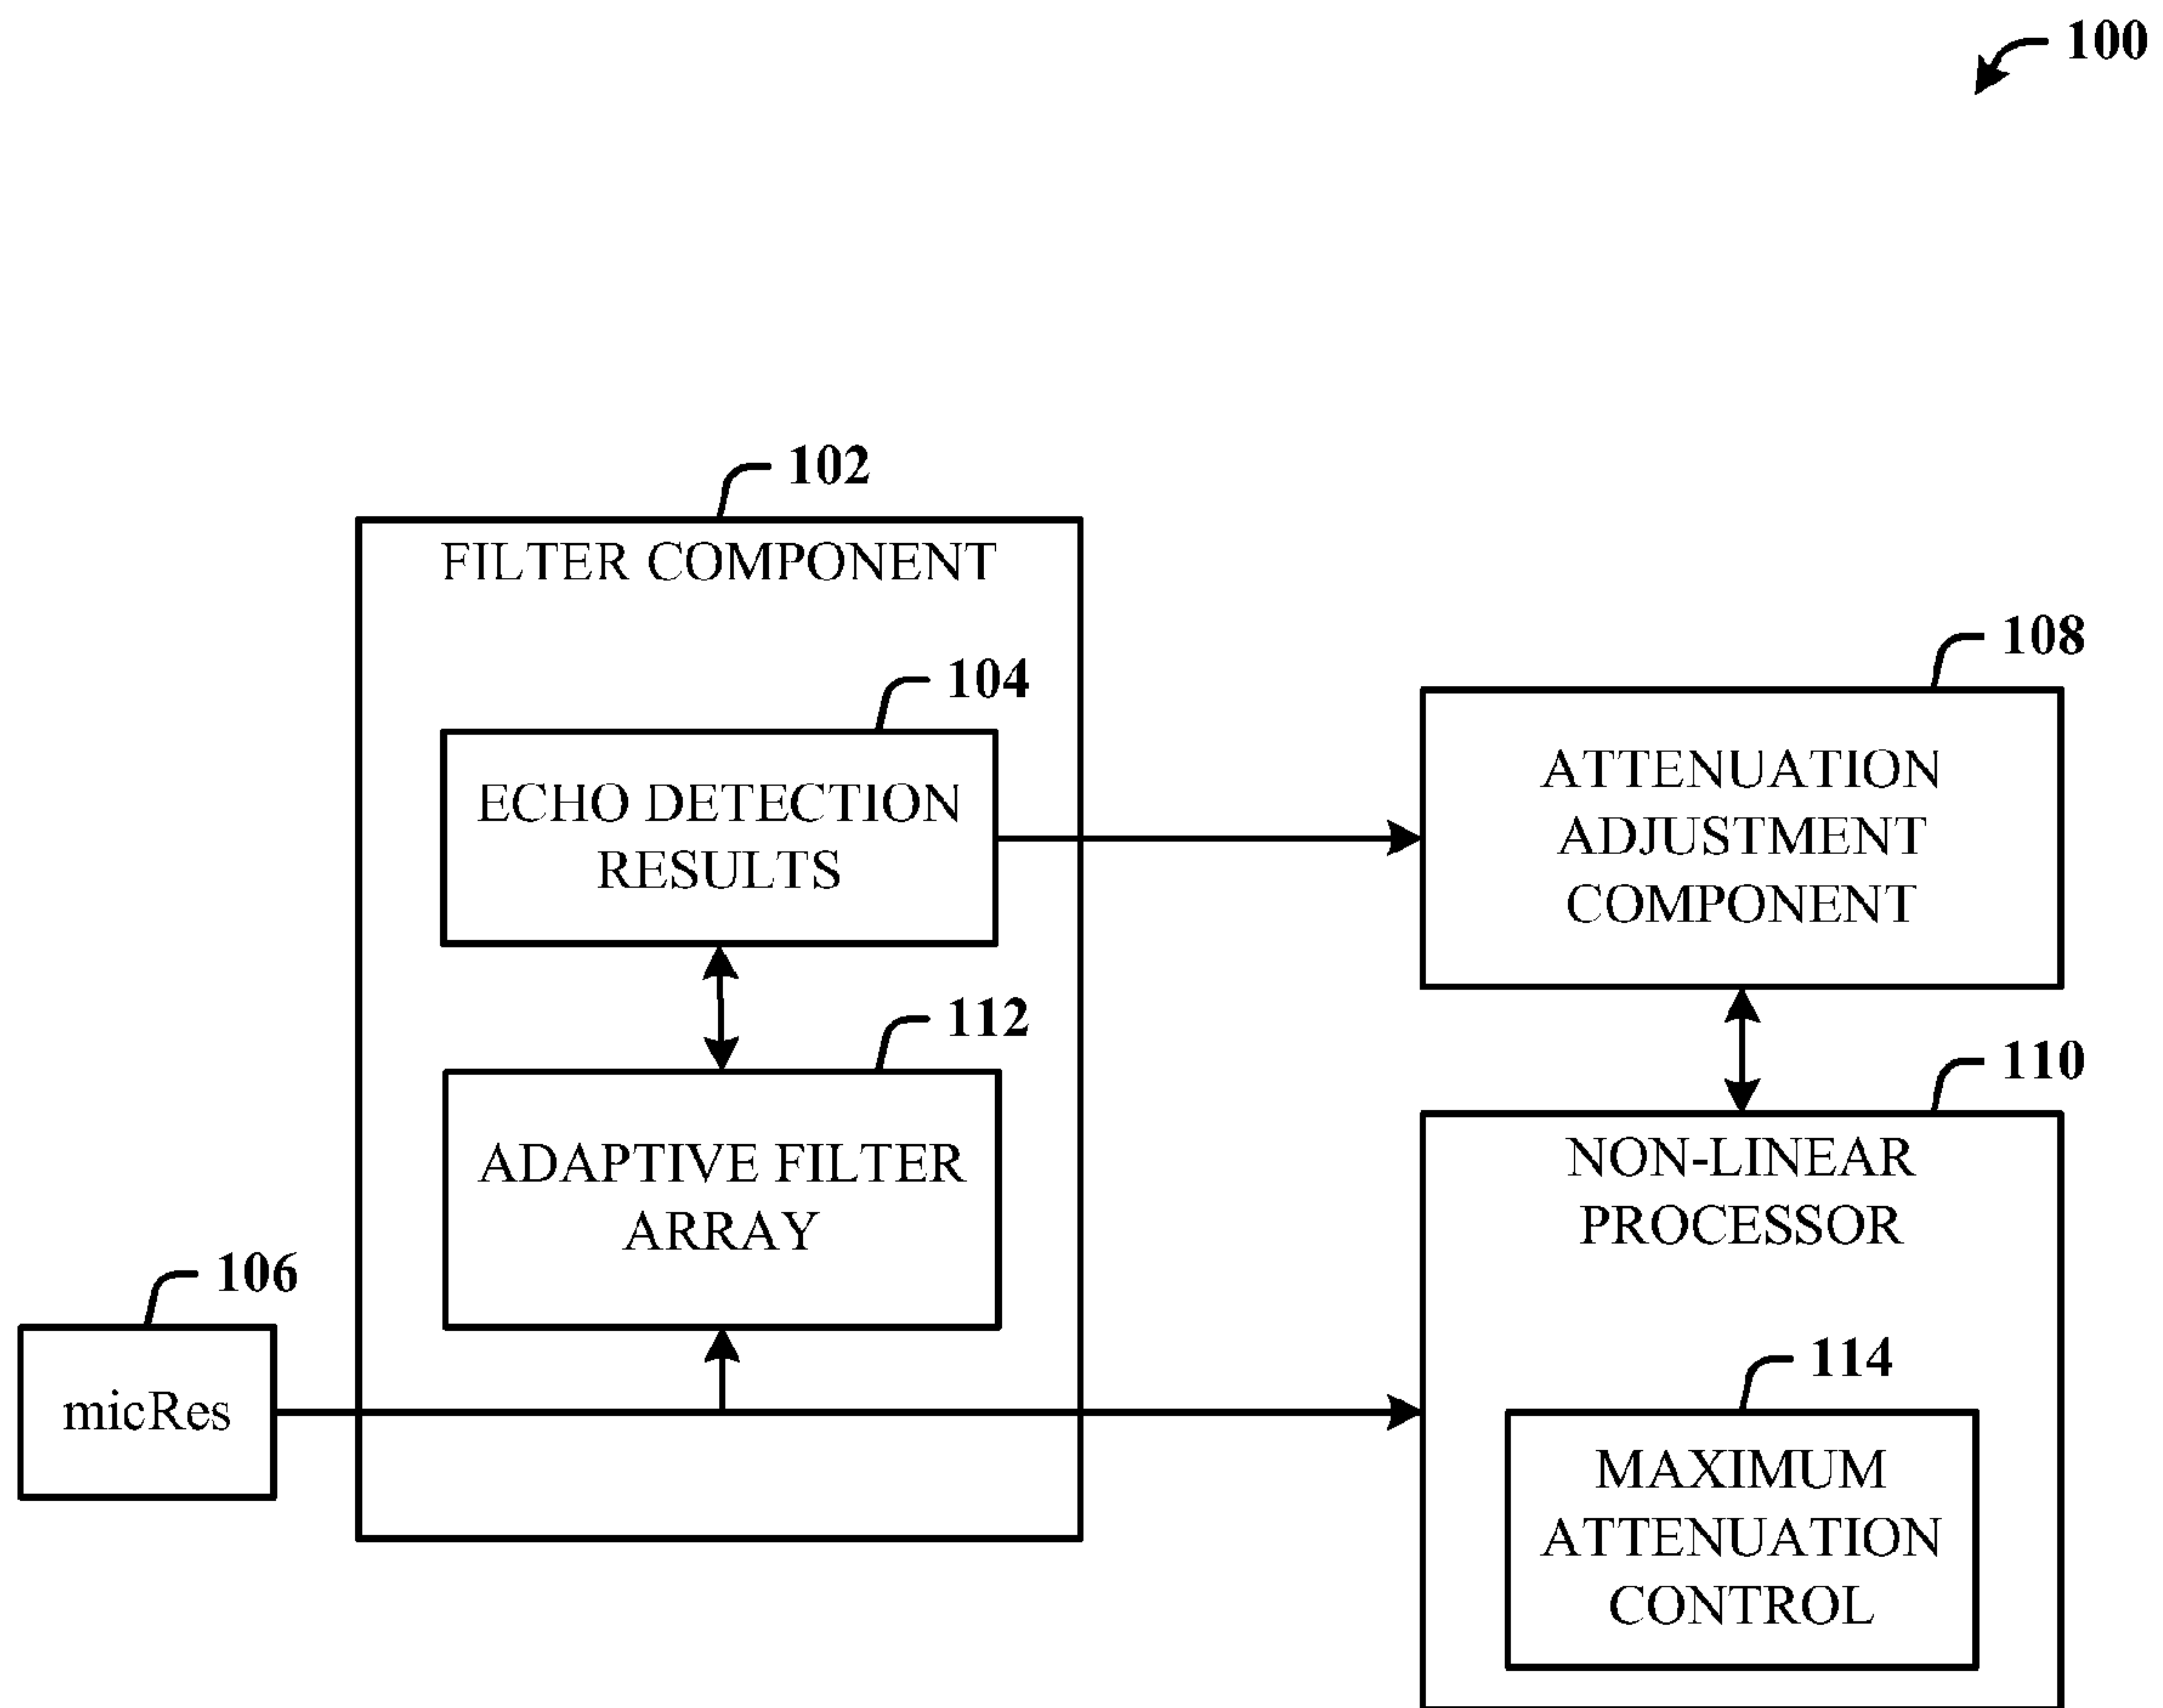 100
102
FILTER COMPONENT
104
ECHO DETECTION
RESULTS
112
ADAPTIVE FILTER
ARRAY
106
micRes
108
ATTENUATION
ADJUSTMENT
COMPONENT
110
NON-LINEAR
PROCESSOR
114
MAXIMUM
ATTENUATION
CONTROL